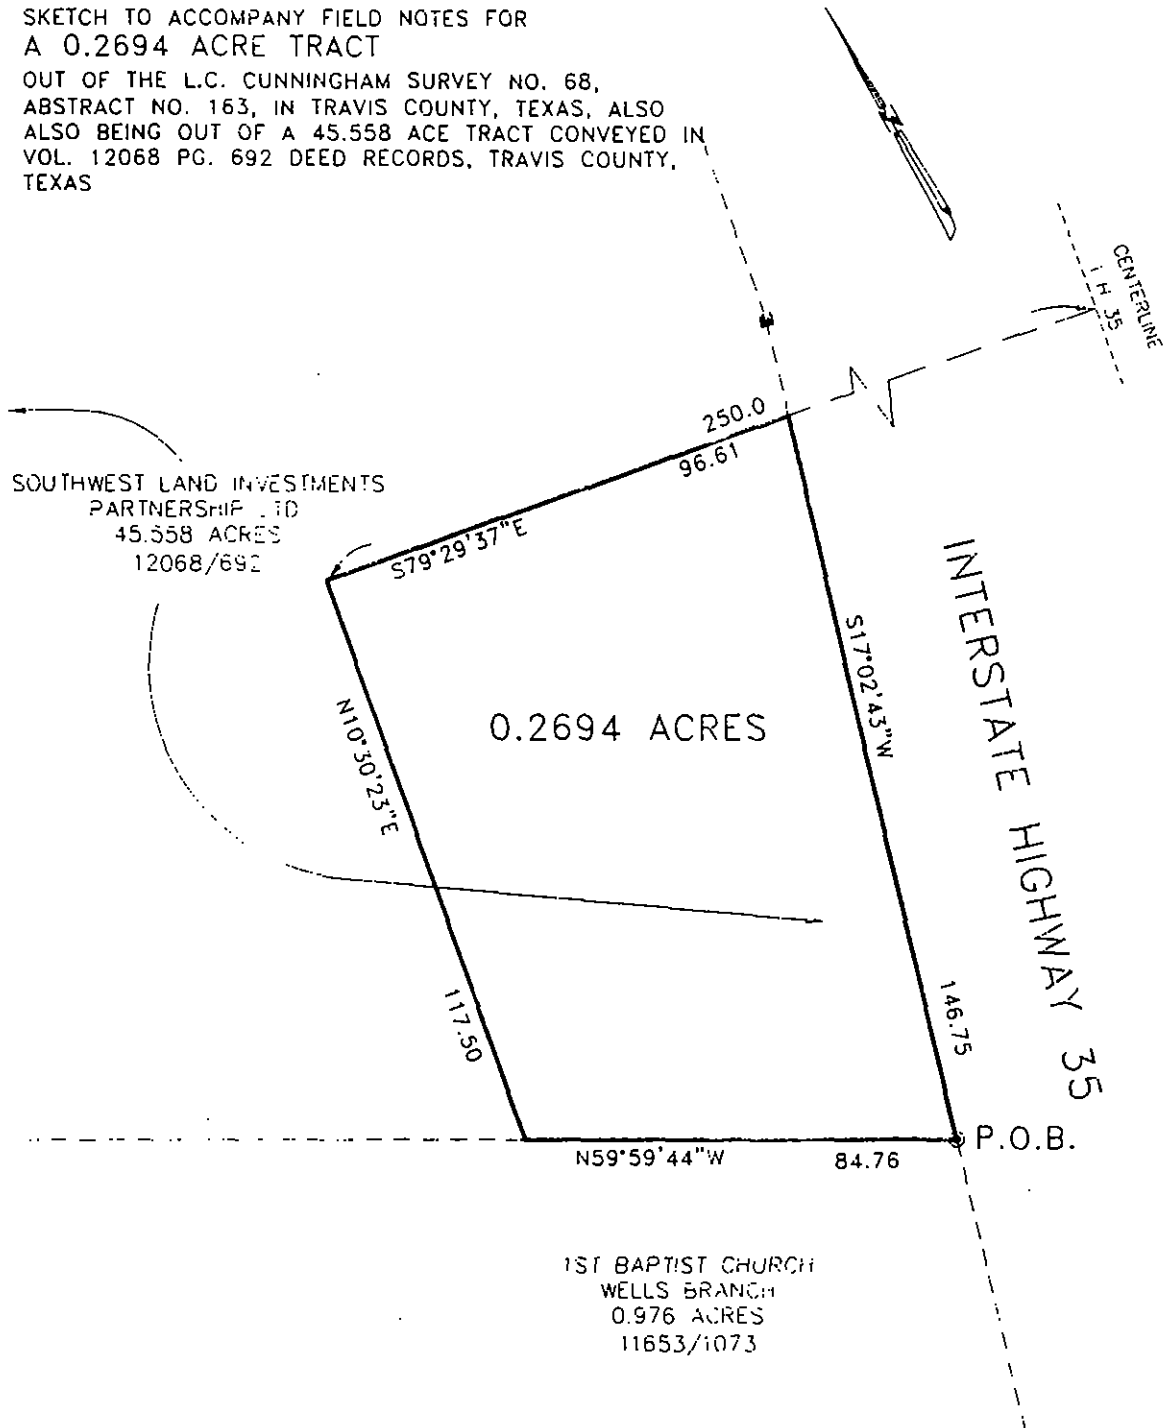 SKETCH TO ACCOMPANY FIELD NOTES FOR
A 0.2694 ACRE TRACT
OUT OF THE L.C. CUNNINGHAM SURVEY NO. 68,
ABSTRACT NO. 163, IN TRAVIS COUNTY, TEXAS, ALSO
ALSO BEING OUT OF A 45.558 ACE TRACT CONVEYED IN
VOL. 12068 PG. 692 DEED RECORDS, TRAVIS COUNTY,
TEXAS
N
CENTERLINE
I H 35
250.0
96.61
S79°29'37"E
SOUTHWEST LAND INVESTMENTS
PARTNERSHIP LTD
45.558 ACRES
12068/692
S17°02'43"W
INTERSTATE HIGHWAY 35
N10°30'23"E
0.2694 ACRES
117.50
146.75
P.O.B.
N59°59'44"W 84.76
1ST BAPTIST CHURCH
WELLS BRANCH
0.976 ACRES
11653/1073